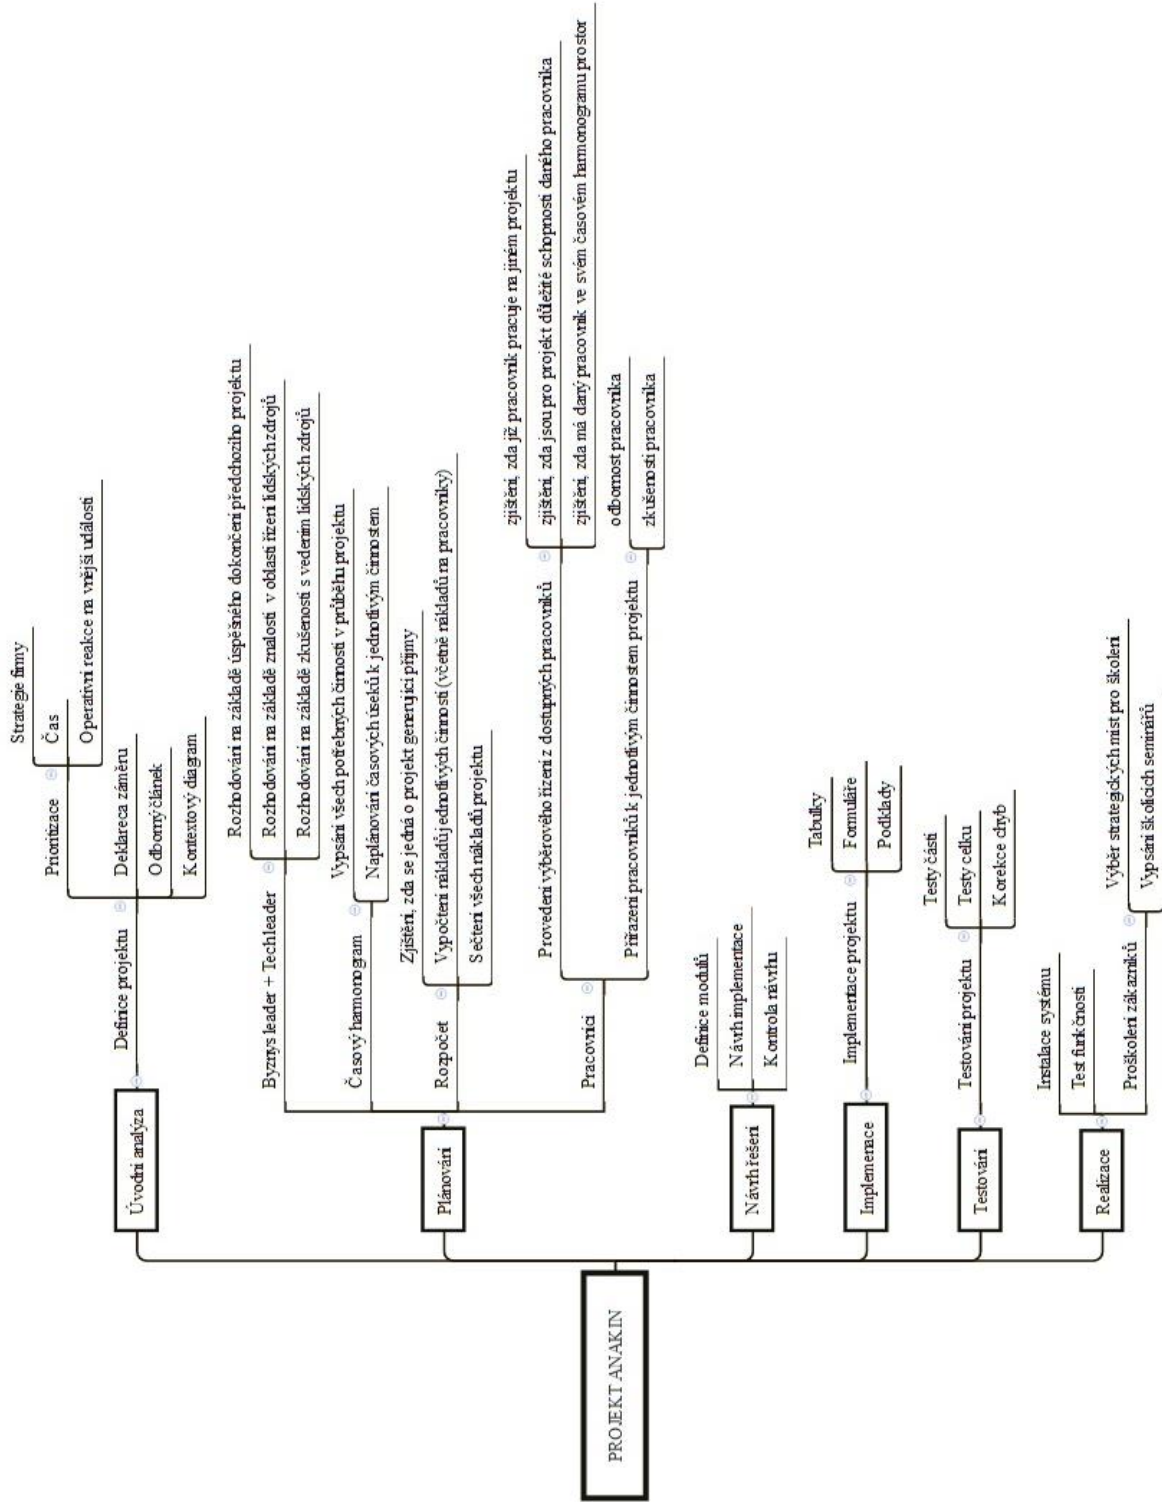 PROJEKT ANAKIN
Úvodní analýza
Definice projektu
Prioritizace
Strategie firmy
Čas
Operativní reakce na vnější události
Deklareca záměru
Odborný článek
Kontextový diagram
Plánování
Byznys leader + Techleader
Rozhodování na základě úspěšného dokončení předchozího projektu
Rozhodování na základě znalostí v oblasti řízení lidských zdrojů
Rozhodování na základě zkušeností s vedením lidských zdrojů
Časový harmonogram
Vypsání všech potřebných činností v průběhu projektu
Naplánování časových úseků k jednotlivým činnostem
Rozpočet
Zjištění, zda se jedná o projekt generující příjmy
Vypočtení nákladů jednotlivých činností (včetně nákladů na pracovníky)
Sečtení všech nákladů projektu
Pracovníci
Provedení výběrového řízení z dostupných pracovníků
zjištění, zda již pracovník pracuje na jiném projektu
zjištění, zda jsou pro projekt důležité schopnosti daného pracovníka
zjištění, zda má daný pracovník ve svém časovém harmonogramu prostor
Přiřazení pracovníků k jednotlivým činnostem projektu
odbornost pracovníka
zkušenosti pracovníka
Návrh řešení
Definice modulů
Návrh implementace
Kontrola návrhu
Implemenace
Implementace projektu
Tabulky
Formuláře
Podklady
Testování
Testování projektu
Testy částí
Testy celku
Korekce chyb
Realizace
Instalace systému
Test funkčnosti
Proškolení zákazníků
Výběr strategických míst pro školení
Vypsání školících seminářů